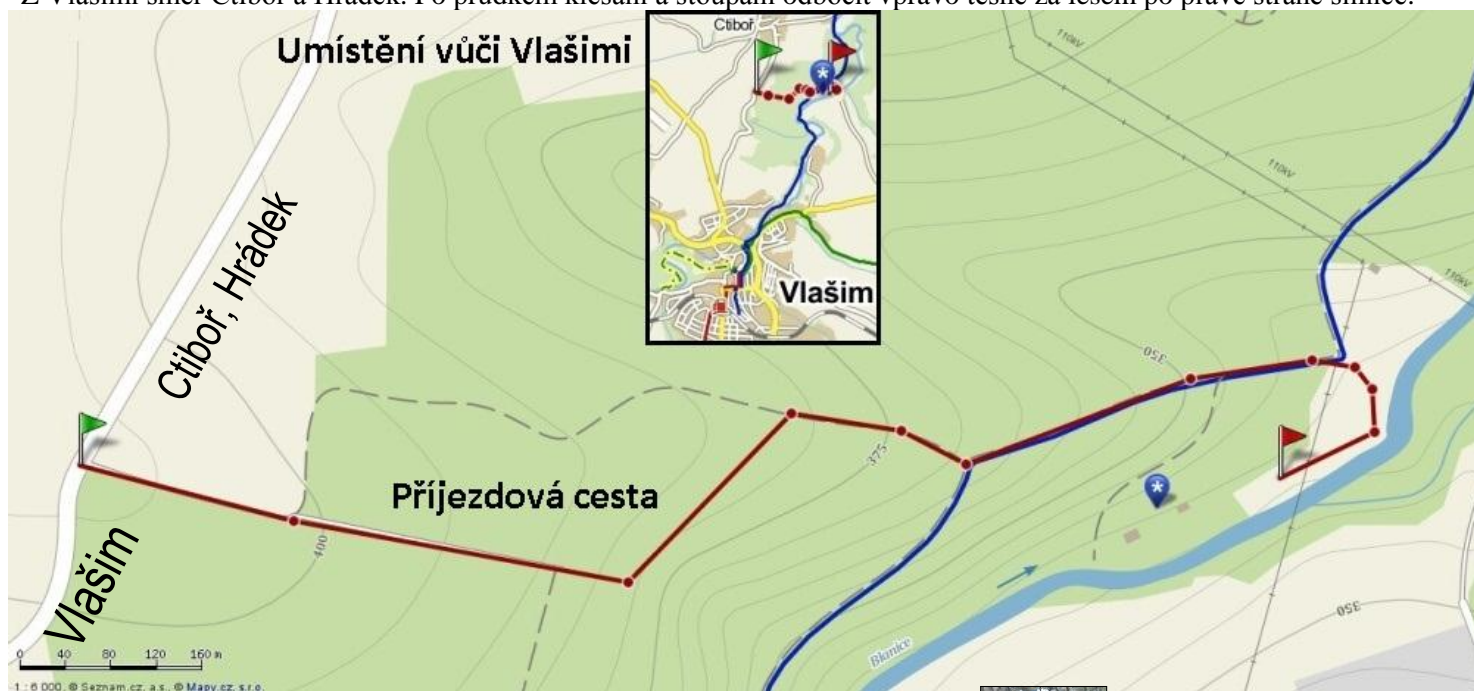 Z Vlašimi směr Ctiboř a Hrádek. Po prudkém klesání a stoupání odbočit vpravo těsně za lesem po pravé straně silnice.
Umístění vůči Vlašimi
Ctiboř
Vlašim
110kV
110kV
110kV
Ctiboř, Hrádek
350
375
Příjezdová cesta
400
Vlašim
350
Blanice
0 40 80 120 160 m
1 : 6 000, © Seznam.cz, a.s., © Mapy.cz, s.r.o.